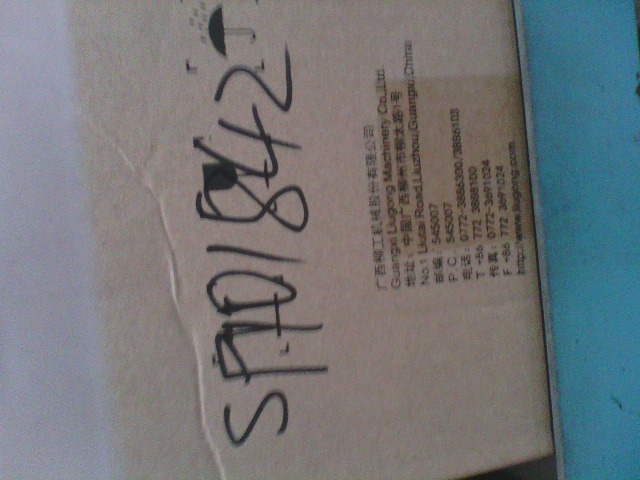 SP101842
广西柳工机械股份有限公司
Guangxi Liugong Machinery Co.,Ltd.
地址：中国广西柳州市柳太路1号
No.1 Liutai Road,Liuzhou,Guangxi,China
邮编：545007
P. C.：545007
电话：0772-3886300/3886103
T +86 772 3888100
传真：0772-3691024
F +86 772 3691024
http://www.liugong.com